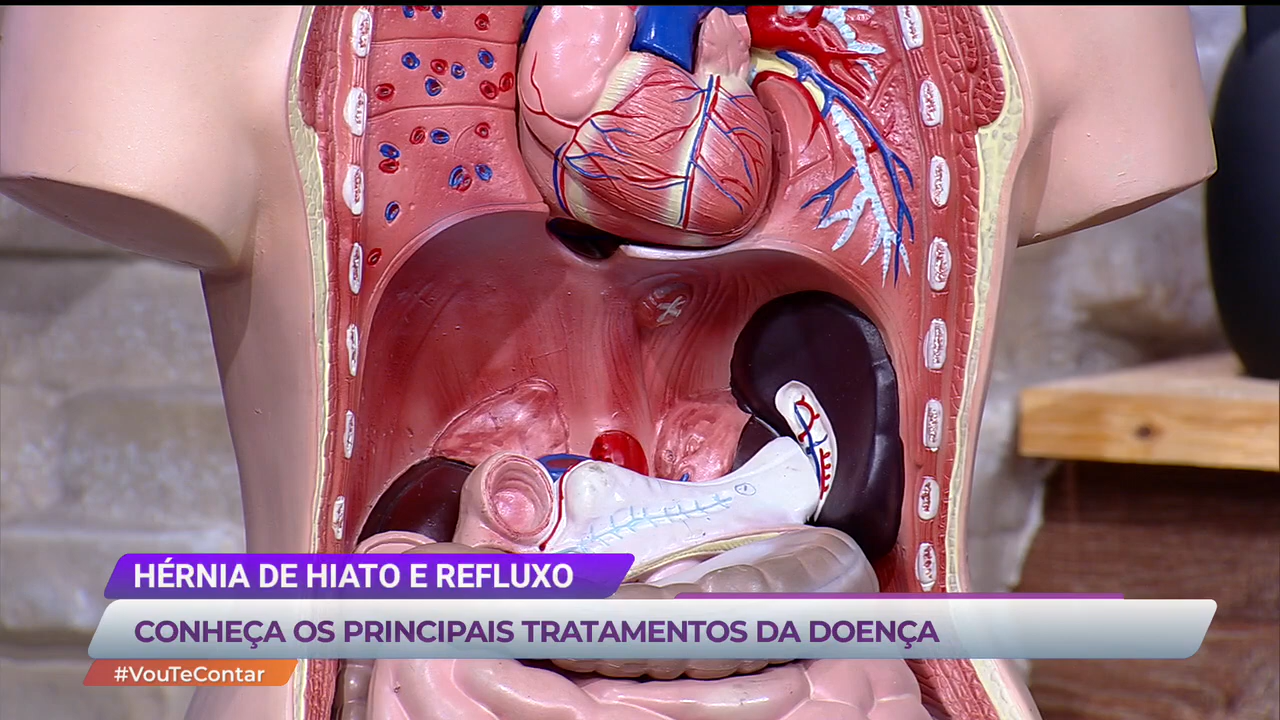 HÉRNIA DE HIATO E REFLUXO
CONHEÇA OS PRINCIPAIS TRATAMENTOS DA DOENÇA
#VouTeContar